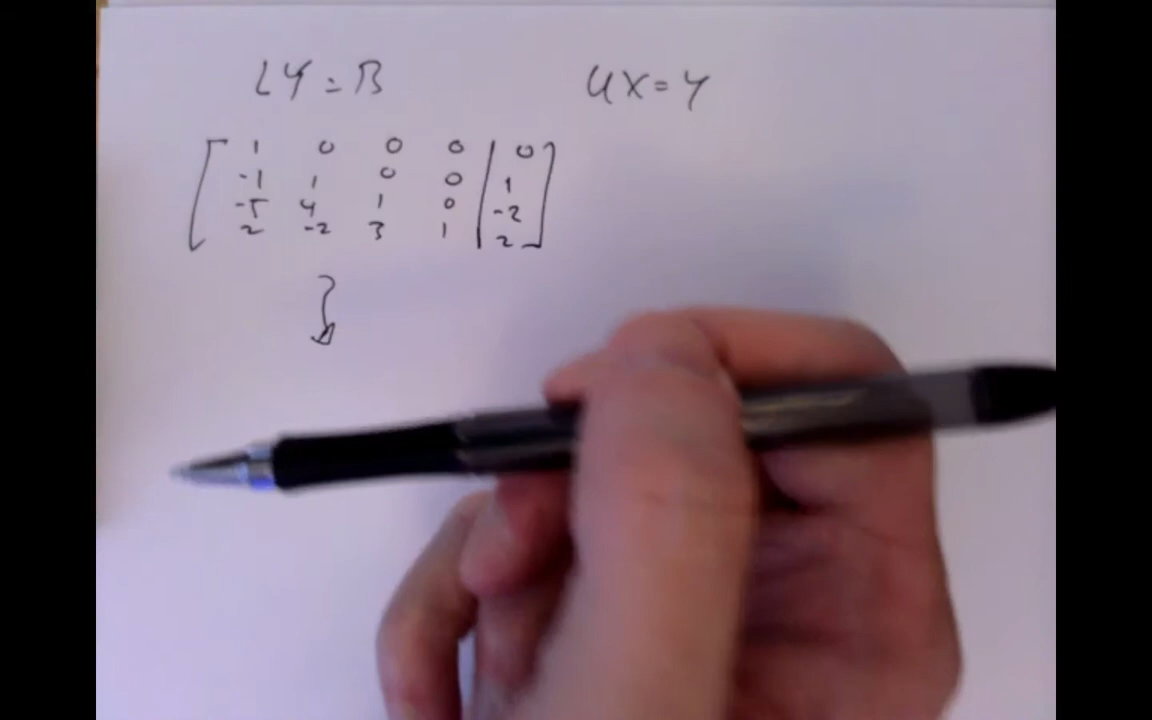 LY = B UX = Y
1 0 0 0 | 0
-1 1 0 0 | 1
-5 4 1 0 | -2
2 -2 3 1 | 2